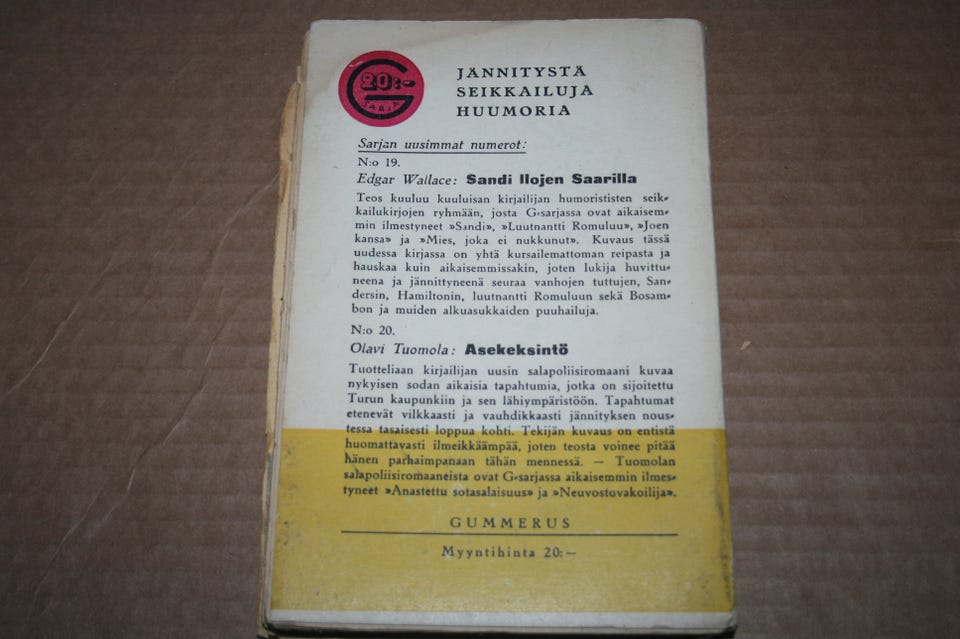 G
20:-
SARJA
JÄNNITYSTÄ
SEIKKAILUJA
HUUMORIA
Sarjan uusimmat numerot:
N:o 19.
Edgar Wallace: Sandi Ilojen Saarilla
Teos kuuluu kuuluisan kirjailijan humorististen seik-
kailukirjojen ryhmään, josta G-sarjassa ovat aikaisem-
min ilmestyneet »Sandi», »Luutnantti Romuluu», »Joen
kansa» ja »Mies, joka ei nukkunut». Kuvaus tässä
uudessa kirjassa on yhtä kursailemattoman reipasta ja
hauskaa kuin aikaisemmissakin, joten lukija huvittu-
neena ja jännittyneenä seuraa vanhojen tuttujen, San-
dersin, Hamiltonin, luutnantti Romuluun sekä Bosam-
bon ja muiden alkuasukkaiden puuhailuja.
N:o 20.
Olavi Tuomola: Asekeksintö
Tuotteliaan kirjailijan uusin salapoliisiromaani kuvaa
nykyisen sodan aikaisia tapahtumia, jotka on sijoitettu
Turun kaupunkiin ja sen lähiympäristöön. Tapahtumat
etenevät vilkkaasti ja vauhdikkaasti jännityksen nous-
tessa tasaisesti loppua kohti. Tekijän kuvaus on entistä
huomattavasti ilmeikkäämpää, joten teosta voinee pitää
hänen parhaimpanaan tähän mennessä. — Tuomolan
salapoliisiromaaneista ovat G-sarjassa aikaisemmin ilmes-
tyneet »Anastettu sotasalaisuus» ja »Neuvostovakoilija».
GUMMERUS
Myyntihinta 20:—